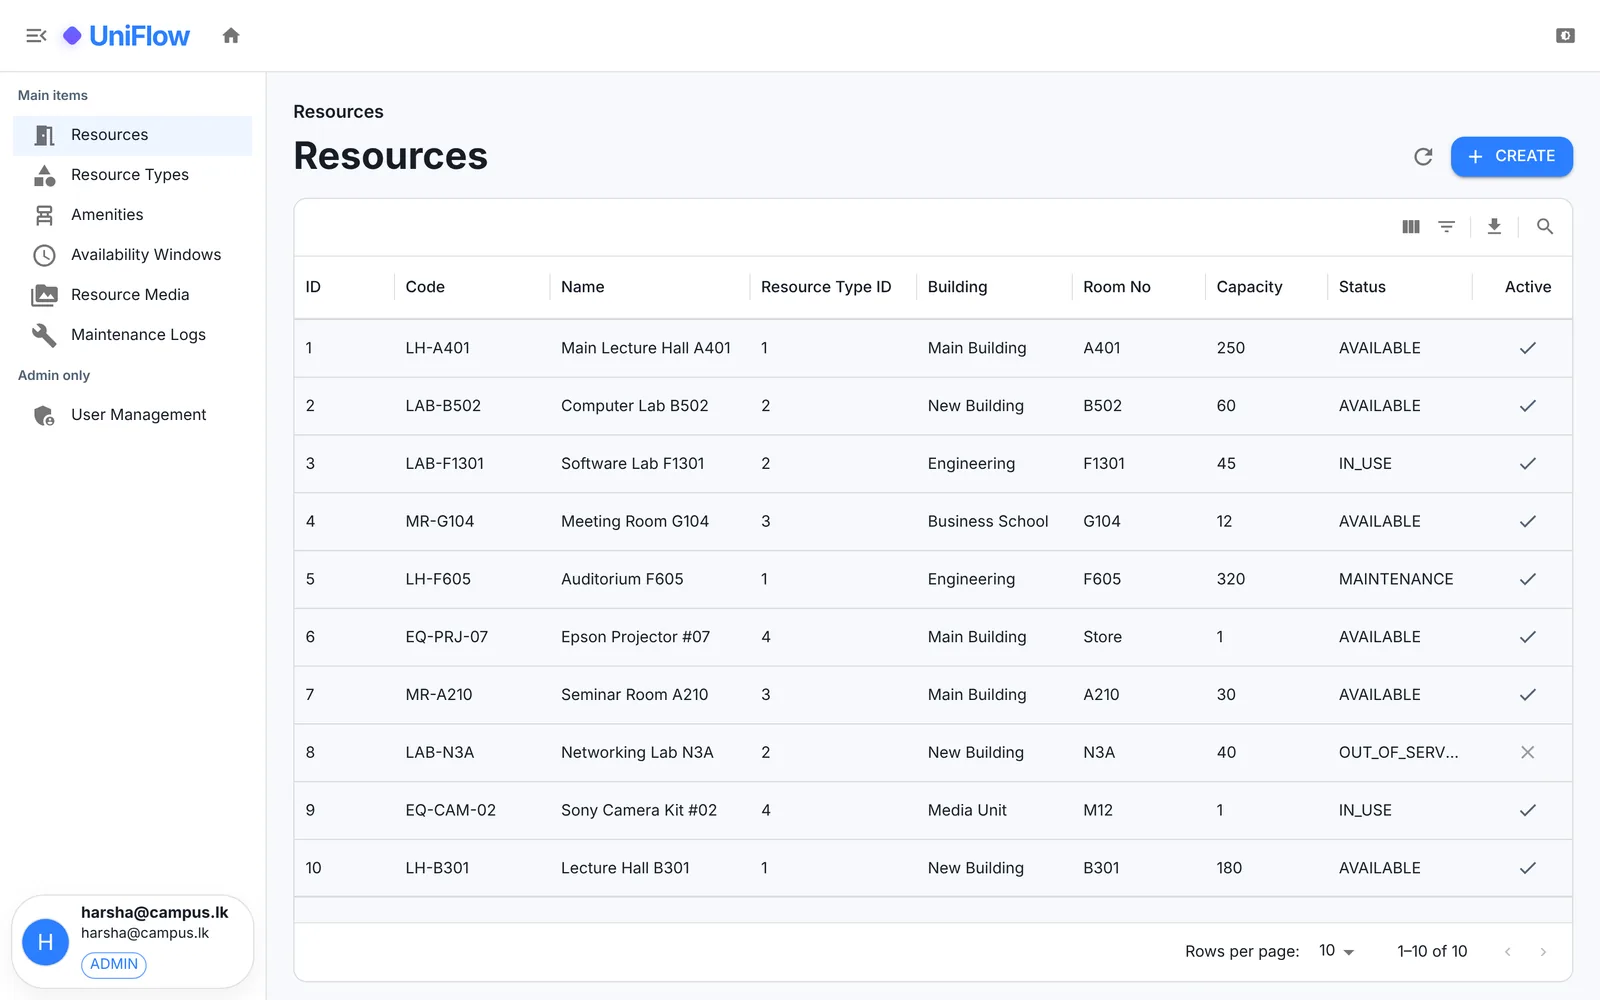 UniFlow
Main items
Resources
Resource Types
Amenities
Availability Windows
Resource Media
Maintenance Logs
Admin only
User Management
harsha@campus.lk
harsha@campus.lk
H
ADMIN
Resources
Resources
CREATE
ID Code Name Resource Type ID Building Room No Capacity Status Active
1 LH-A401 Main Lecture Hall A401 1 Main Building A401 250 AVAILABLE
2 LAB-B502 Computer Lab B502 2 New Building B502 60 AVAILABLE
3 LAB-F1301 Software Lab F1301 2 Engineering F1301 45 IN_USE
4 MR-G104 Meeting Room G104 3 Business School G104 12 AVAILABLE
5 LH-F605 Auditorium F605 1 Engineering F605 320 MAINTENANCE
6 EQ-PRJ-07 Epson Projector #07 4 Main Building Store 1 AVAILABLE
7 MR-A210 Seminar Room A210 3 Main Building A210 30 AVAILABLE
8 LAB-N3A Networking Lab N3A 2 New Building N3A 40 OUT_OF_SERV...
9 EQ-CAM-02 Sony Camera Kit #02 4 Media Unit M12 1 IN_USE
10 LH-B301 Lecture Hall B301 1 New Building B301 180 AVAILABLE
Rows per page: 10 1–10 of 10